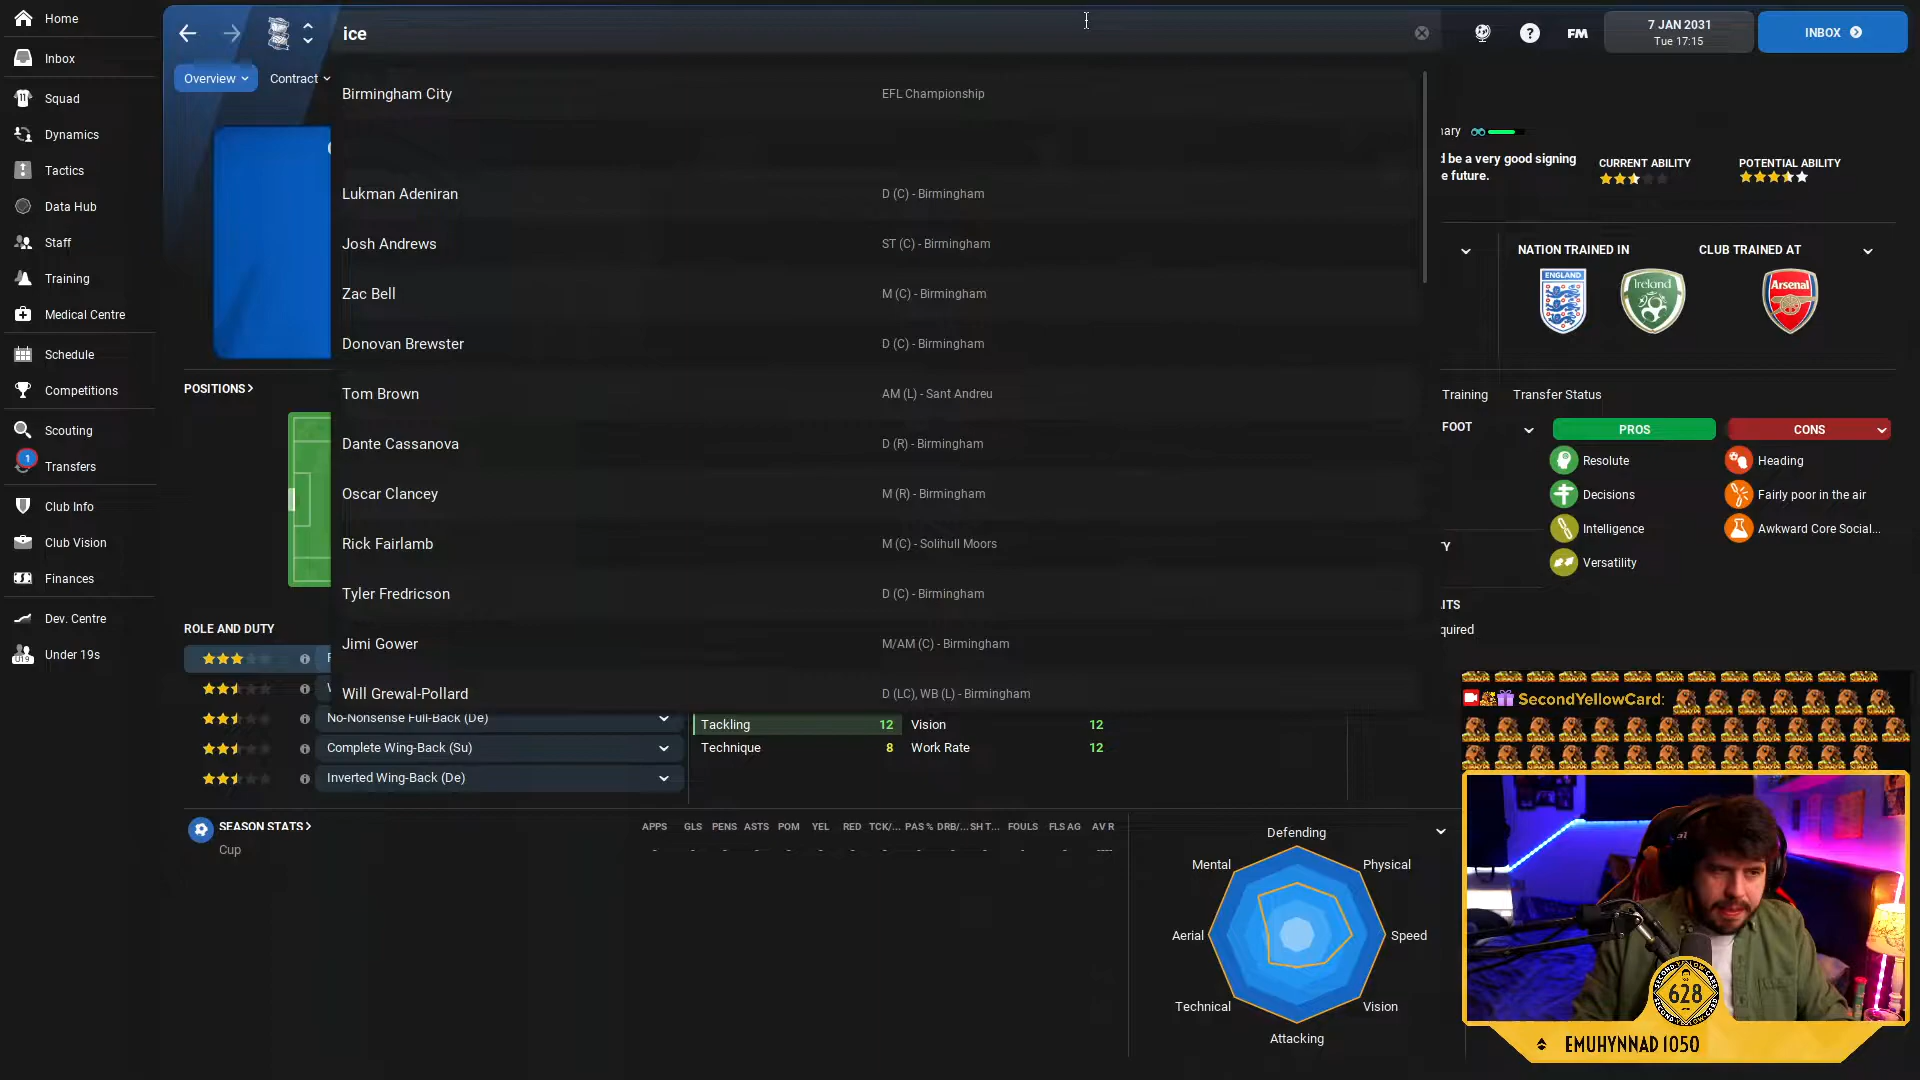 Home
Inbox
Squad
Dynamics
Tactics
Data Hub
Staff
Training
Medical Centre
Schedule
Competitions
Scouting
1
Transfers
Club Info
Club Vision
Finances
Dev. Centre
Under 19s
ice
7 JAN 2031
Tue 17:15
INBOX
FM
Overview
Contract
Birmingham City EFL Championship
Lukman Adeniran D (C) - Birmingham
Josh Andrews ST (C) - Birmingham
Zac Bell M (C) - Birmingham
Donovan Brewster D (C) - Birmingham
Tom Brown AM (L) - Sant Andreu
Dante Cassanova D (R) - Birmingham
Oscar Clancey M (R) - Birmingham
Rick Fairlamb M (C) - Solihull Moors
Tyler Fredricson D (C) - Birmingham
Jimi Gower M/AM (C) - Birmingham
Will Grewal-Pollard D (LC), WB (L) - Birmingham
POSITIONS
ROLE AND DUTY
No-Nonsense Full-Back (De)
Complete Wing-Back (Su)
Inverted Wing-Back (De)
Tackling 12 Vision 12
Technique 8 Work Rate 12
SEASON STATS
APPS GLS PENS ASTS POM YEL RED TCK/... PAS % DRB/... SH T... FOULS FLS AG AV R
Cup
Defending
Mental
Physical
Aerial
Speed
Technical
Vision
Attacking
nary
d be a very good signing
e future.
CURRENT ABILITY
POTENTIAL ABILITY
NATION TRAINED IN
CLUB TRAINED AT
ENGLAND
Ireland
Arsenal
Training
Transfer Status
FOOT
PROS
CONS
Resolute
Heading
Decisions
Fairly poor in the air
Intelligence
Awkward Core Social...
Versatility
TY
AITS
quired
SecondYellowCard:
628
EMUHYNNAD 1050